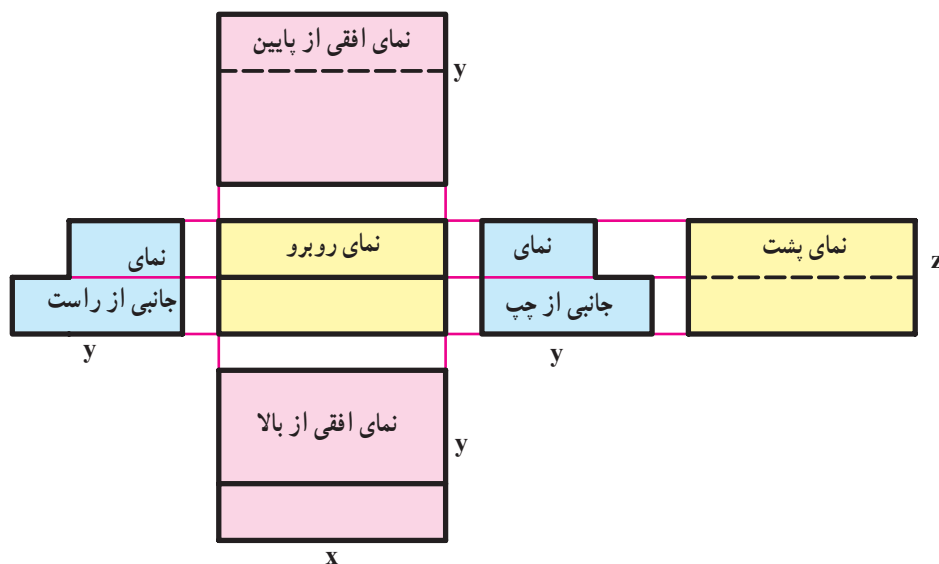 نمای افقی از پایین
y
نمای پشت
نمای
نمای روبرو
نمای
z
جانبی از چپ
جانبی از راست
y
y
نمای افقی از بالا
y
x